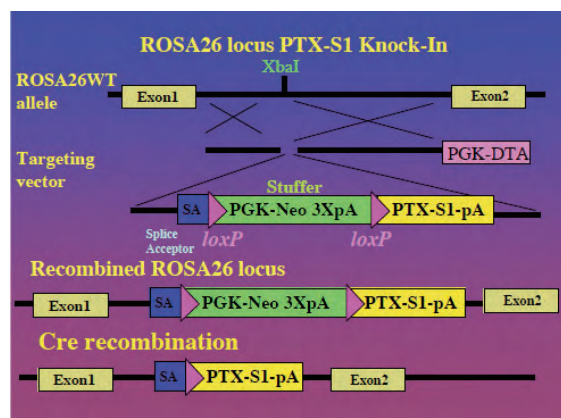 ROSA26 locus PTX-S1 Knock-In
XbaI
ROSA26WT
allele
Exon1
Exon2
Targeting
vector
PGK-DTA
Stuffer
SA
PGK-Neo 3XpA
PTX-S1-pA
Splice
Acceptor
loxP
loxP
Recombined ROSA26 locus
Exon1
SA
PGK-Neo 3XpA
PTX-S1-pA
Exon2
Cre recombination
Exon1
SA
PTX-S1-pA
Exon2